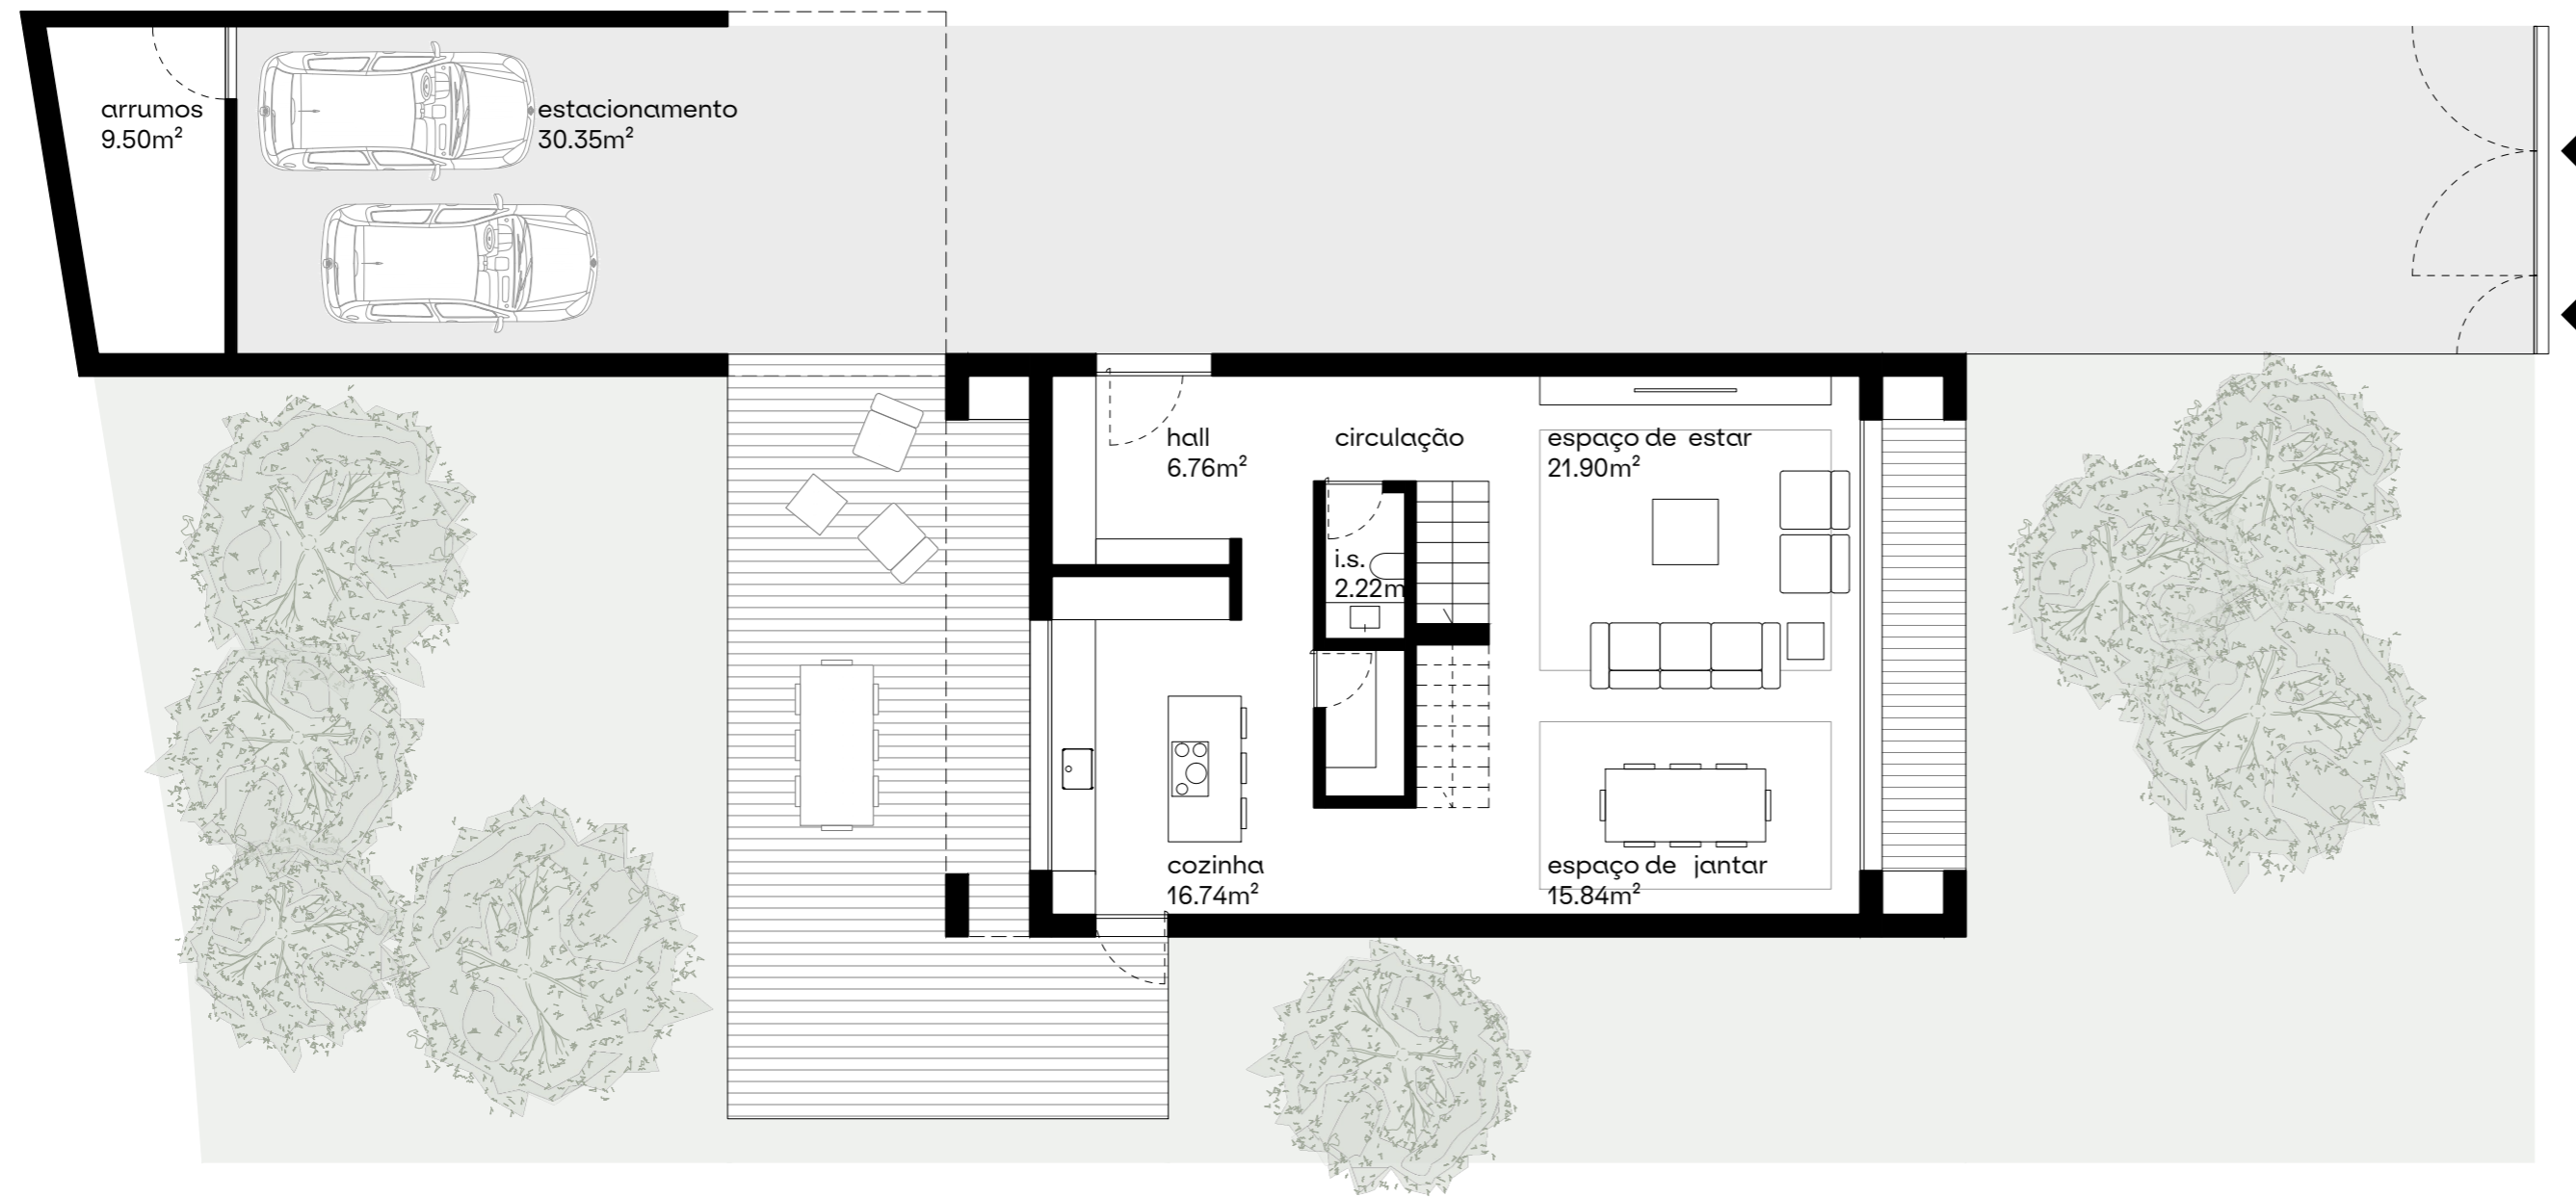 arrumos
9.50m²
estacionamento
30.35m²
hall
6.76m²
circulação
espaço de estar
21.90m²
i.s.
2.22m
cozinha
16.74m²
espaço de jantar
15.84m²